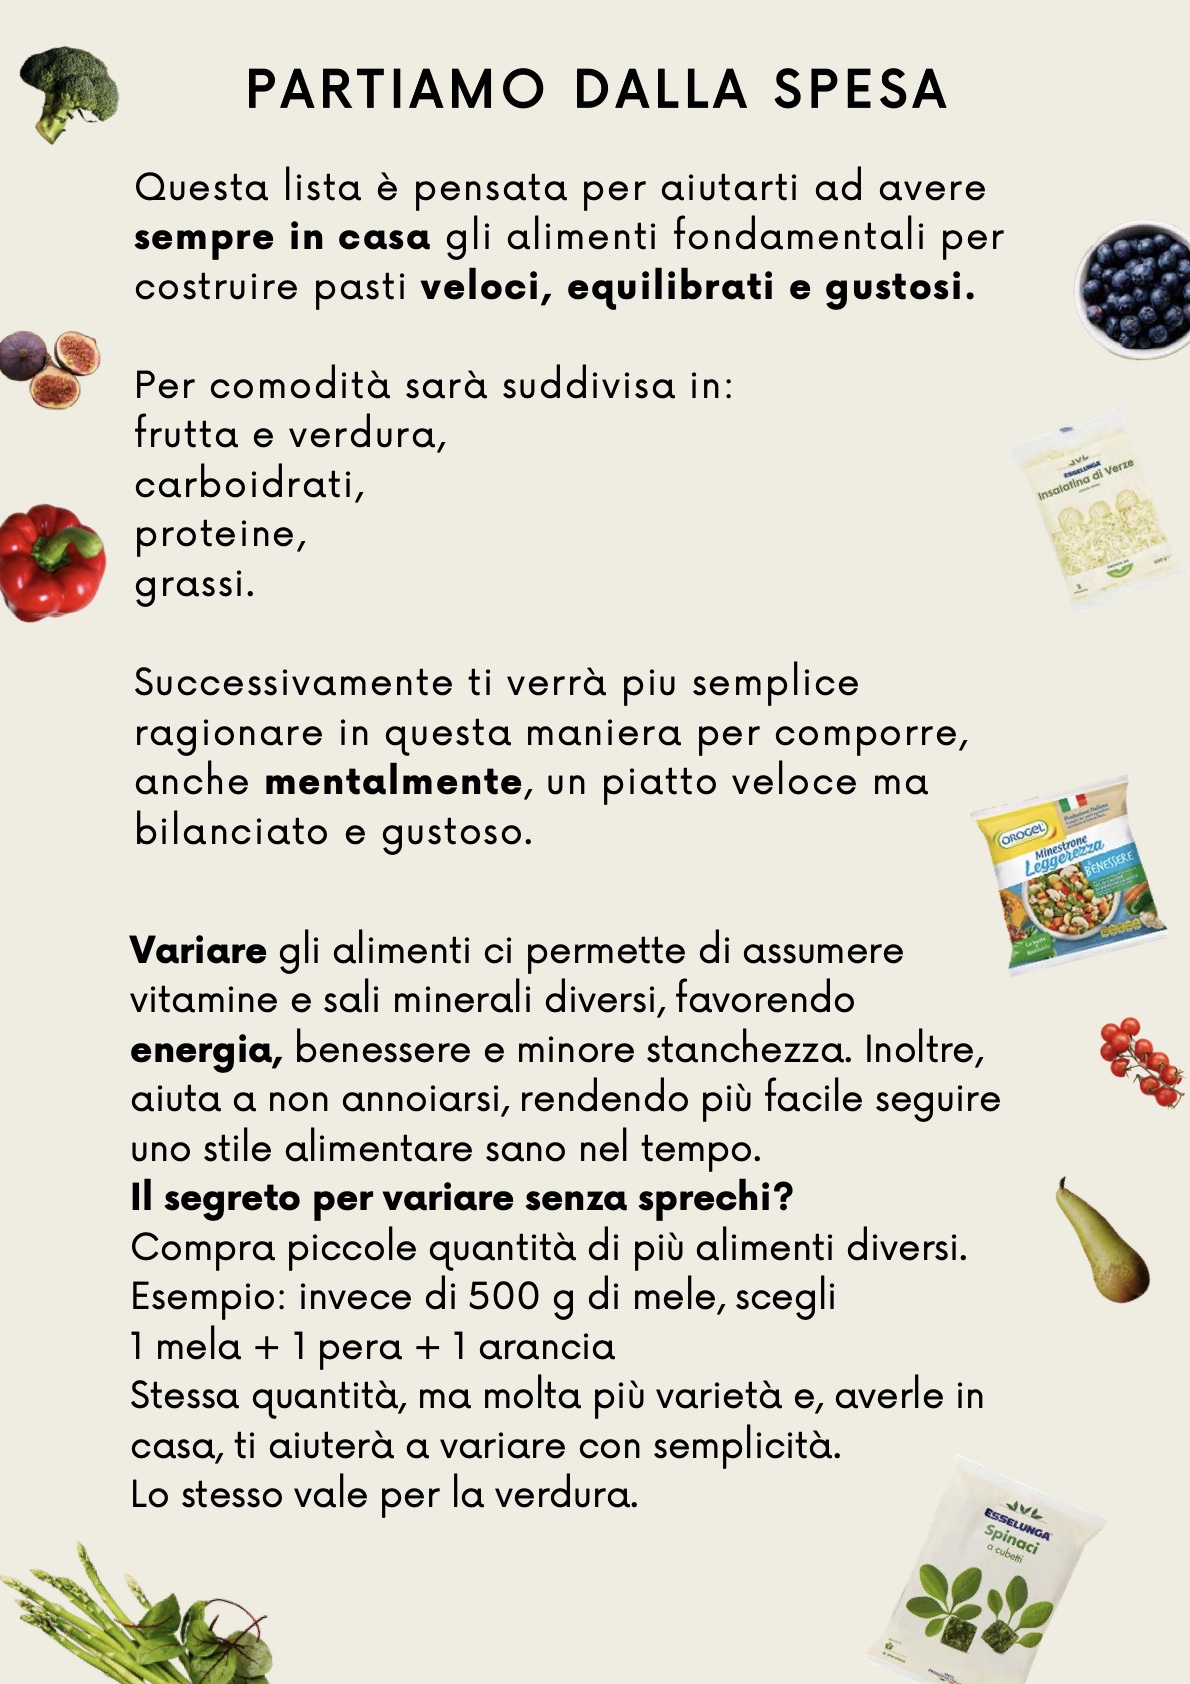 PARTIAMO DALLA SPESA
Questa lista è pensata per aiutarti ad avere
sempre in casa gli alimenti fondamentali per
costruire pasti veloci, equilibrati e gustosi.
Per comodità sarà suddivisa in:
frutta e verdura,
carboidrati,
proteine,
grassi.
ESSELUNGA
Insalatina di Verze
Successivamente ti verrà piu semplice
ragionare in questa maniera per comporre,
anche mentalmente, un piatto veloce ma
bilanciato e gustoso.
OROGEL
Minestrone
Leggerezza
BENESSERE
Variare gli alimenti ci permette di assumere
vitamine e sali minerali diversi, favorendo
energia, benessere e minore stanchezza. Inoltre,
aiuta a non annoiarsi, rendendo più facile seguire
uno stile alimentare sano nel tempo.
Il segreto per variare senza sprechi?
Compra piccole quantità di più alimenti diversi.
Esempio: invece di 500 g di mele, scegli
1 mela + 1 pera + 1 arancia
Stessa quantità, ma molta più varietà e, averle in
casa, ti aiuterà a variare con semplicità.
Lo stesso vale per la verdura.
ESSELUNGA
Spinaci
a cubetti